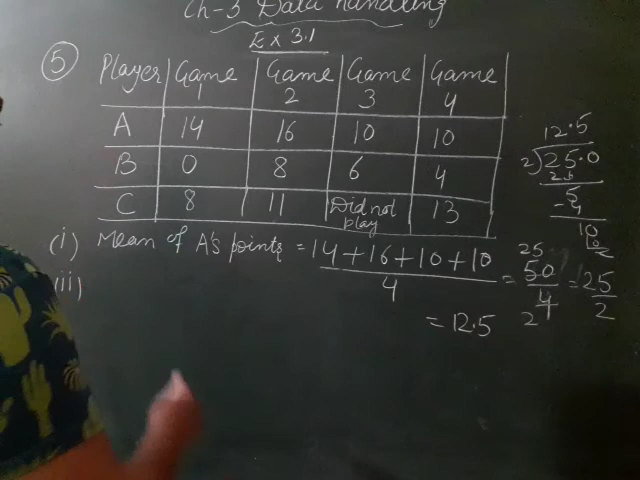 Ch-3 Data handling
Ex 3.1
5
Player Game 1 Game 2 Game 3 Game 4
A 14 16 10 10
B 0 8 6 4
C 8 11 Did not play 13
(i) Mean of A's points = 14+16+10+10 / 4 = 50 / 4 = 25 / 2
25
2
= 12.5
(ii)
12.5
2)25.0